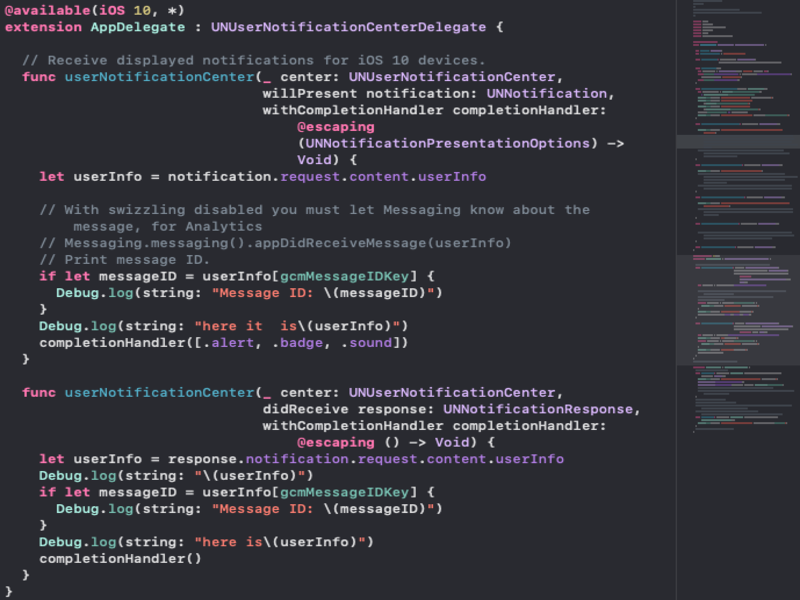 @available(iOS 10, *)
extension AppDelegate : UNUserNotificationCenterDelegate {
// Receive displayed notifications for iOS 10 devices.
func userNotificationCenter(_ center: UNUserNotificationCenter,
willPresent notification: UNNotification,
withCompletionHandler completionHandler:
@escaping
(UNNotificationPresentationOptions) ->
Void) {
let userInfo = notification.request.content.userInfo
// With swizzling disabled you must let Messaging know about the
message, for Analytics
// Messaging.messaging().appDidReceiveMessage(userInfo)
// Print message ID.
if let messageID = userInfo[gcmMessageIDKey] {
Debug.log(string: "Message ID: \(messageID)")
}
Debug.log(string: "here it  is\(userInfo)")
completionHandler([.alert, .badge, .sound])
}
func userNotificationCenter(_ center: UNUserNotificationCenter,
didReceive response: UNNotificationResponse,
withCompletionHandler completionHandler:
@escaping () -> Void) {
let userInfo = response.notification.request.content.userInfo
Debug.log(string: "\(userInfo)")
if let messageID = userInfo[gcmMessageIDKey] {
Debug.log(string: "Message ID: \(messageID)")
}
Debug.log(string: "here is\(userInfo)")
completionHandler()
}
}